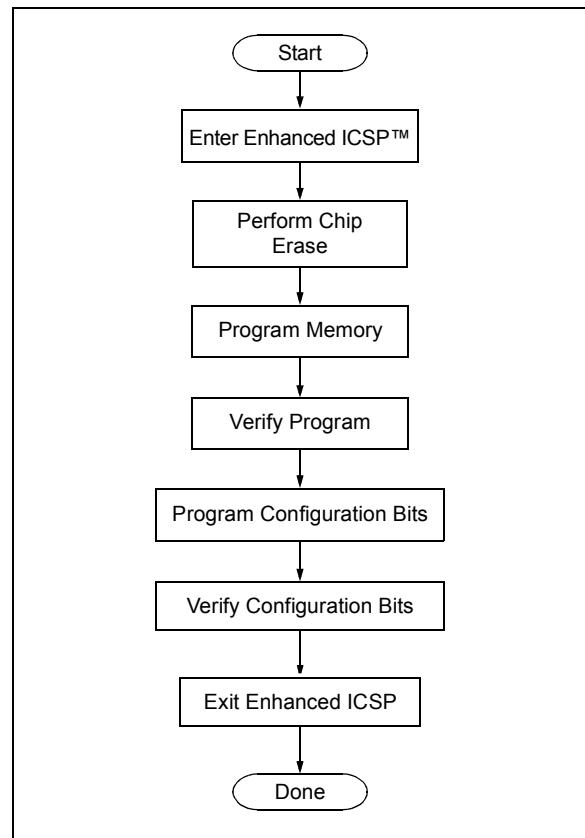 Start
Enter Enhanced ICSP™
Perform Chip
Erase
Program Memory
Verify Program
Program Configuration Bits
Verify Configuration Bits
Exit Enhanced ICSP
Done